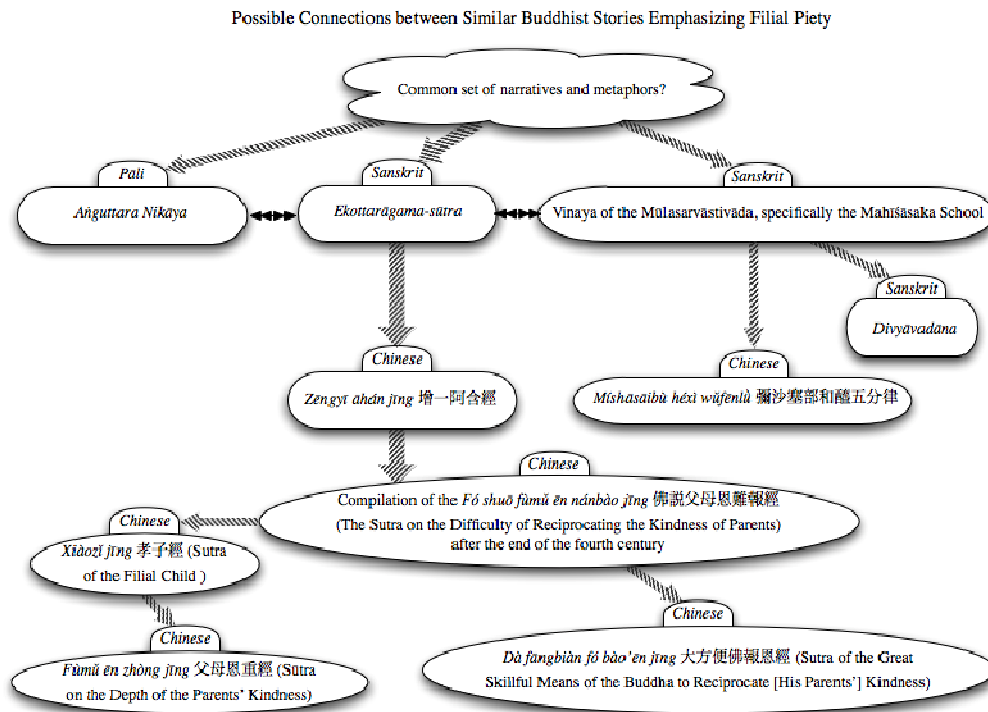 Possible Connections between Similar Buddhist Stories Emphasizing Filial Piety
Common set of narratives and metaphors?
Pali
Aṅguttara Nikāya
Sanskrit
Ekottarāgama-sūtra
Sanskrit
Vinaya of the Mūlasarvāstivāda, specifically the Mahīśāsaka School
Sanskrit
Divyāvadāna
Chinese
Zēngyī āhán jīng 增一阿含經
Chinese
Míshāsaìbù héxì wǔfēnlǜ 彌沙塞部和醯五分律
Chinese
Compilation of the Fó shuō fùmǔ ēn nánbào jīng 佛説父母恩難報經
(The Sutra on the Difficulty of Reciprocating the Kindness of Parents)
after the end of the fourth century
Chinese
Xiàozǐ jīng 孝子經 (Sutra
of the Filial Child )
Chinese
Fùmǔ ēn zhòng jīng 父母恩重經 (Sūtra
on the Depth of the Parents' Kindness)
Chinese
Dà fāngbiàn fó bào'ēn jīng 大方便佛報恩經 (Sutra of the Great
Skillful Means of the Buddha to Reciprocate [His Parents'] Kindness)